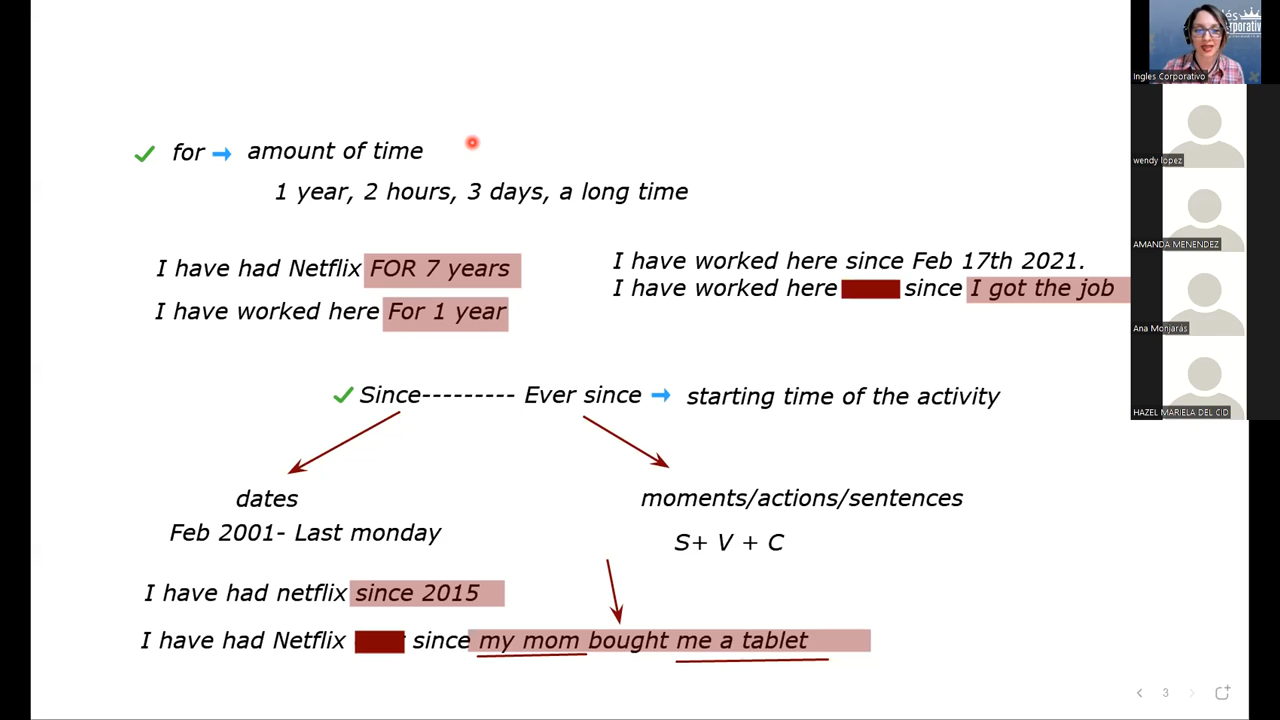 for amount of time
1 year, 2 hours, 3 days, a long time
I have had Netflix FOR 7 years
I have worked here For 1 year
I have worked here since Feb 17th 2021.
I have worked here since I got the job
Since--------- Ever since starting time of the activity
dates
Feb 2001- Last monday
moments/actions/sentences
S+ V + C
I have had netflix since 2015
I have had Netflix since my mom bought me a tablet
3
Ingles Corporativo
wendy lopez
AMANDA MENENDEZ
Ana Monjarás
HAZEL MARIELA DEL CID